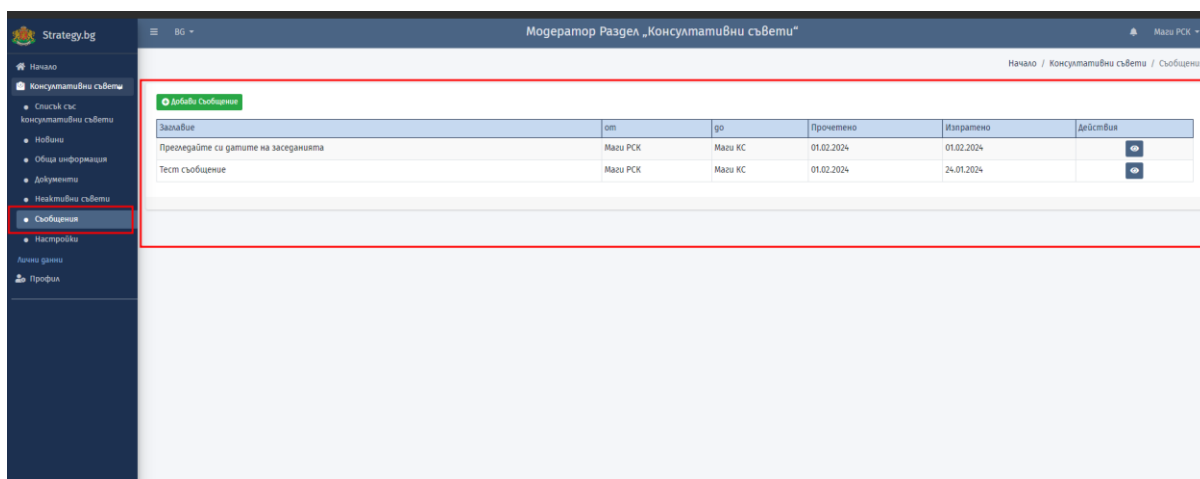 Strategy.bg
BG
Модератор Раздел „Консултативни съвети“
Маги РСК
Начало / Консултативни съвети / Съобщени
Начало
Консултативни съвети
Списък със
консултативни съвети
Новини
Обща информация
Документи
Неактивни съвети
Съобщения
Настройки
Лични данни
Профил
Добави Съобщение
Заглавие от до Прочетено Изпратено Действия
Прегледайте си датите на заседанията Маги РСК Маги КС 01.02.2024 01.02.2024
Тест съобщение Маги РСК Маги КС 01.02.2024 24.01.2024